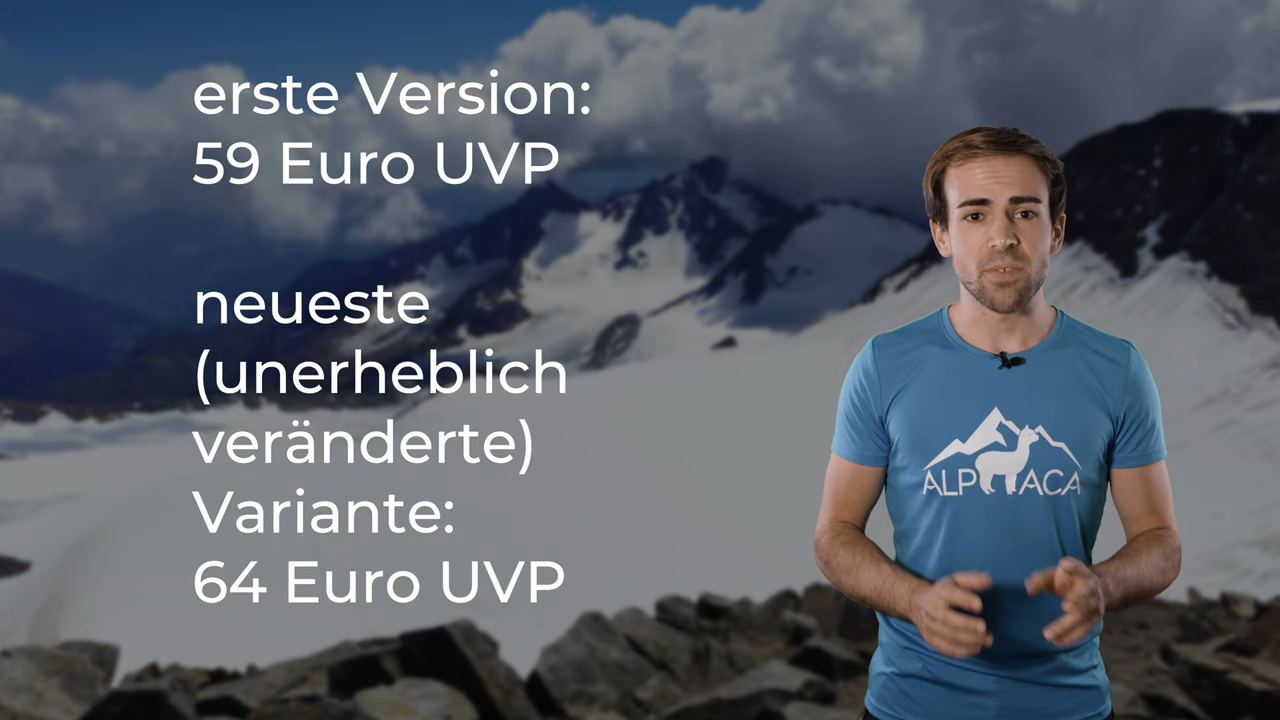 erste Version:
59 Euro UVP
neueste
(unerheblich
veränderte)
Variante:
64 Euro UVP
ALPACA